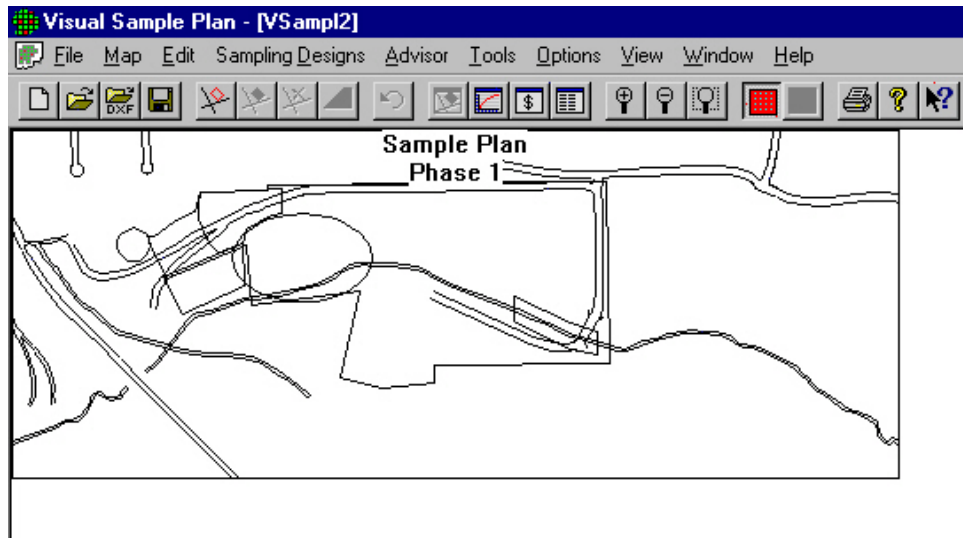 Visual Sample Plan - [VSampl2]
File Map Edit Sampling Designs Advisor Tools Options View Window Help
DXF $ ? ?
Sample Plan
Phase 1